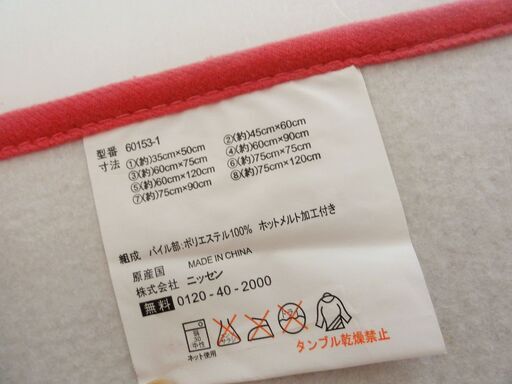 型番 60153-1
寸法 ①(約)35cm×50cm ②(約)45cm×60cm
③(約)60cm×75cm ④(約)60cm×90cm
⑤(約)60cm×120cm ⑥(約)75cm×75cm
⑦(約)75cm×90cm ⑧(約)75cm×120cm
組成 パイル部:ポリエステル100% ホットメルト加工付き
原産国 MADE IN CHINA
株式会社 ニッセン
無料 0120-40-2000
弱 30 中性
ネット使用
タンブル乾燥禁止